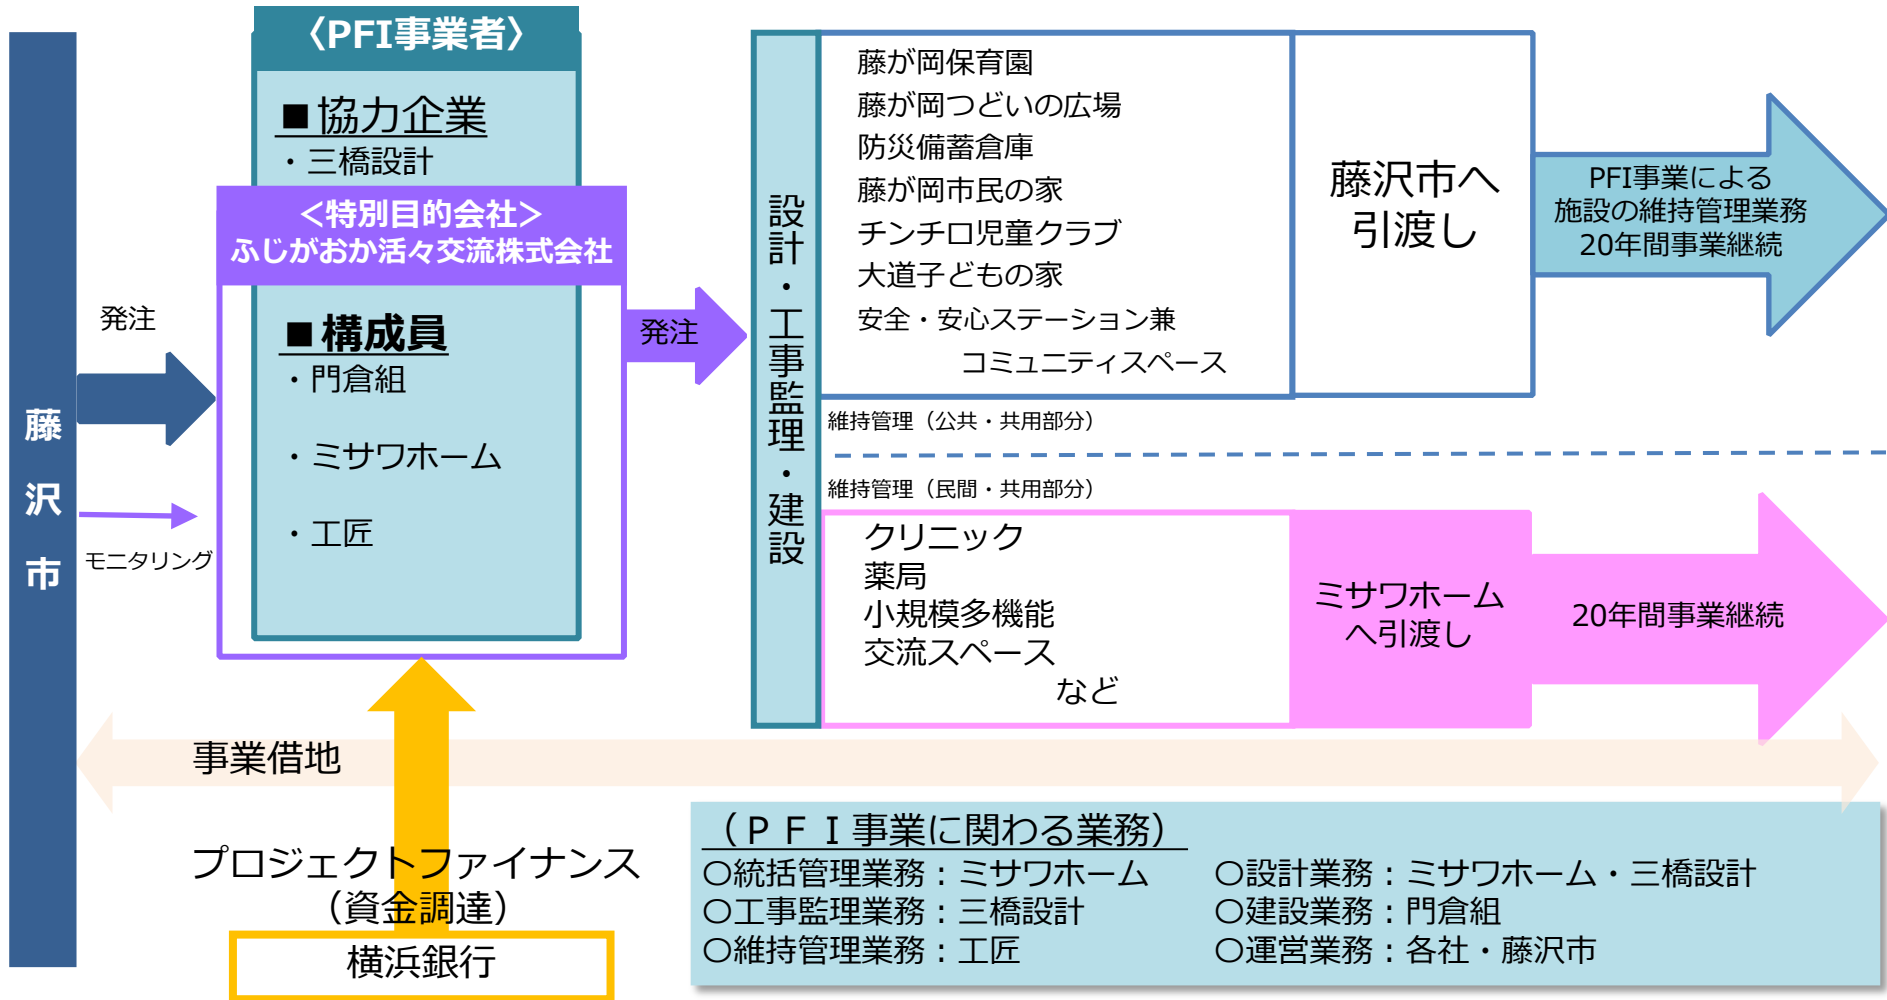 藤沢市
発注
モニタリング
〈PFI事業者〉
■協力企業
・三橋設計
＜特別目的会社＞
ふじがおか活々交流株式会社
■構成員
・門倉組
・ミサワホーム
・工匠
発注
設計・工事監理・建設
藤が岡保育園
藤が岡つどいの広場
防災備蓄倉庫
藤が岡市民の家
チンチロ児童クラブ
大道子どもの家
安全・安心ステーション兼
コミュニティスペース
藤沢市へ
引渡し
PFI事業による
施設の維持管理業務
20年間事業継続
維持管理（公共・共用部分）
維持管理（民間・共用部分）
クリニック
薬局
小規模多機能
交流スペース
など
ミサワホーム
へ引渡し
20年間事業継続
事業借地
プロジェクトファイナンス
（資金調達）
横浜銀行
（ＰＦＩ事業に関わる業務）
〇統括管理業務：ミサワホーム
〇設計業務：ミサワホーム・三橋設計
〇工事監理業務：三橋設計
〇建設業務：門倉組
〇維持管理業務：工匠
〇運営業務：各社・藤沢市